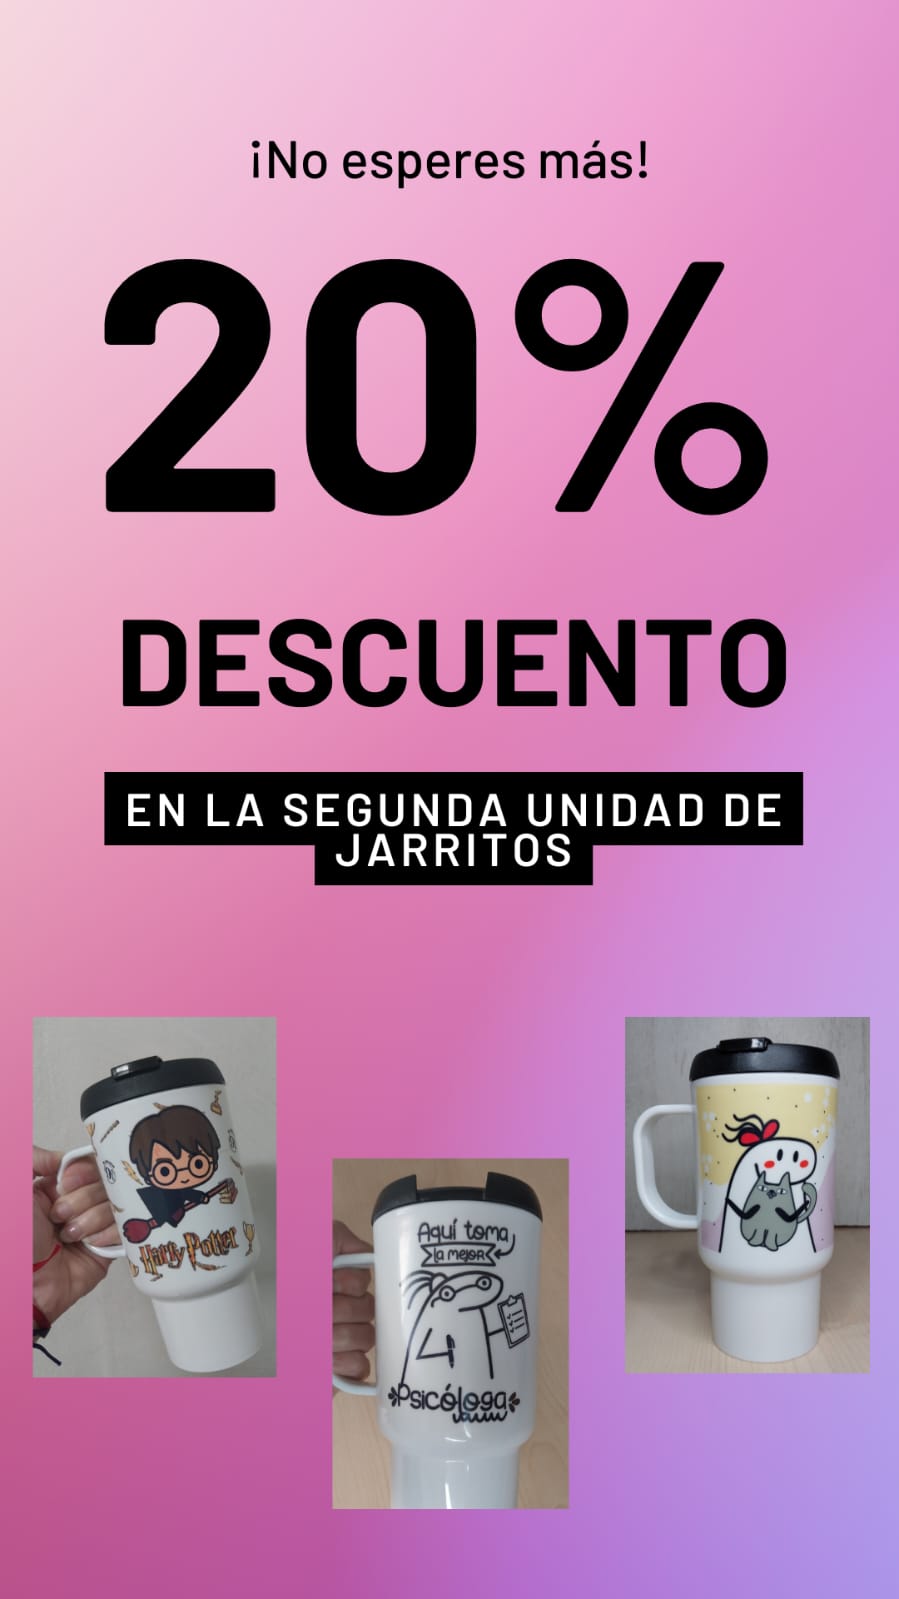 ¡No esperes más!
20%
DESCUENTO
EN LA SEGUNDA UNIDAD DE
JARRITOS
Harry Potter
Aquí toma
la mejor
Psicóloga